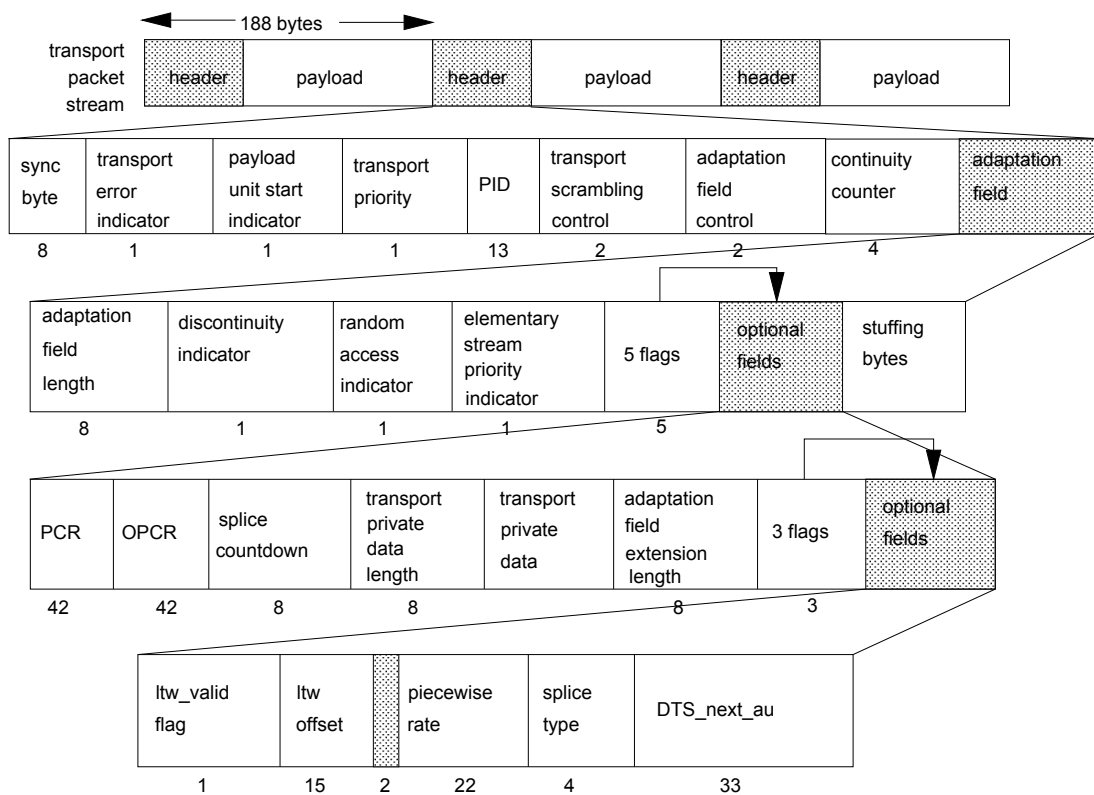 188 bytes
transport
packet
stream
header
payload
header
payload
header
payload
sync
byte
transport
error
indicator
payload
unit start
indicator
transport
priority
PID
transport
scrambling
control
adaptation
field
control
continuity
counter
adaptation
field
8
1
1
1
13
2
2
4
adaptation
field
length
discontinuity
indicator
random
access
indicator
elementary
stream
priority
indicator
5 flags
optional
fields
stuffing
bytes
8
1
1
1
5
PCR
OPCR
splice
countdown
transport
private
data
length
transport
private
data
adaptation
field
extension
length
3 flags
optional
fields
42
42
8
8
8
3
ltw_valid
flag
ltw
offset
piecewise
rate
splice
type
DTS_next_au
1
15
2
22
4
33